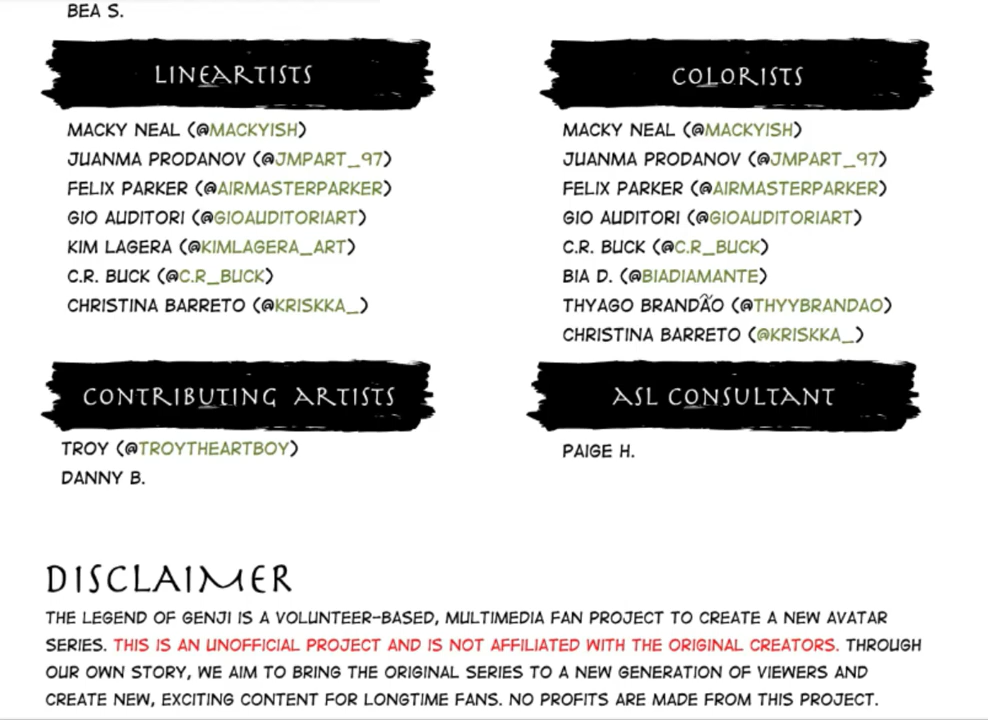 BEA S.
LINEARTISTS
MACKY NEAL (@MACKYISH)
JUANMA PRODANOV (@JMPART_97)
FELIX PARKER (@AIRMASTERPARKER)
GIO AUDITORI (@GIOAUDITORIART)
KIM LAGERA (@KIMLAGERA_ART)
C.R. BUCK (@C.R_BUCK)
CHRISTINA BARRETO (@KRISKKA_)
COLORISTS
MACKY NEAL (@MACKYISH)
JUANMA PRODANOV (@JMPART_97)
FELIX PARKER (@AIRMASTERPARKER)
GIO AUDITORI (@GIOAUDITORIART)
C.R. BUCK (@C.R_BUCK)
BIA D. (@BIADIAMANTE)
THYAGO BRANDÃO (@THYYBRANDAO)
CHRISTINA BARRETO (@KRISKKA_)
CONTRIBUTING ARTISTS
TROY (@TROYTHEARTBOY)
DANNY B.
ASL CONSULTANT
PAIGE H.
DISCLAIMER
THE LEGEND OF GENJI IS A VOLUNTEER-BASED, MULTIMEDIA FAN PROJECT TO CREATE A NEW AVATAR
SERIES. THIS IS AN UNOFFICIAL PROJECT AND IS NOT AFFILIATED WITH THE ORIGINAL CREATORS. THROUGH
OUR OWN STORY, WE AIM TO BRING THE ORIGINAL SERIES TO A NEW GENERATION OF VIEWERS AND
CREATE NEW, EXCITING CONTENT FOR LONGTIME FANS. NO PROFITS ARE MADE FROM THIS PROJECT.